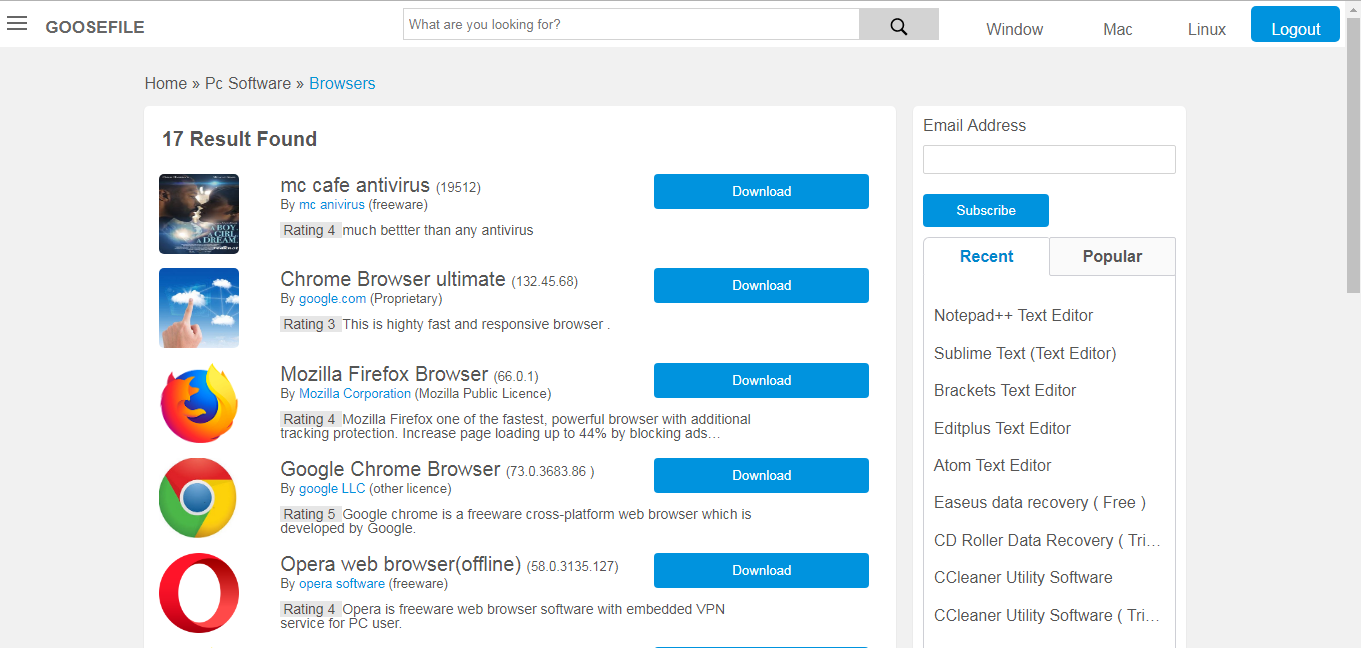 GOOSEFILE
What are you looking for?
Window
Mac
Linux
Logout
Home » Pc Software » Browsers
17 Result Found
mc cafe antivirus (19512)
By mc anivirus (freeware)
Rating 4 much bettter than any antivirus
Download
A BOY.
A GIRL.
A DREAM.
Chrome Browser ultimate (132.45.68)
By google.com (Proprietary)
Rating 3 This is highty fast and responsive browser .
Download
Mozilla Firefox Browser (66.0.1)
By Mozilla Corporation (Mozilla Public Licence)
Rating 4 Mozilla Firefox one of the fastest, powerful browser with additional
tracking protection. Increase page loading up to 44% by blocking ads...
Download
Google Chrome Browser (73.0.3683.86 )
By google LLC (other licence)
Rating 5 Google chrome is a freeware cross-platform web browser which is
developed by Google.
Download
Opera web browser(offline) (58.0.3135.127)
By opera software (freeware)
Rating 4 Opera is freeware web browser software with embedded VPN
service for PC user.
Download
Email Address
Subscribe
Recent
Popular
Notepad++ Text Editor
Sublime Text (Text Editor)
Brackets Text Editor
Editplus Text Editor
Atom Text Editor
Easeus data recovery ( Free )
CD Roller Data Recovery ( Tri...
CCleaner Utility Software
CCleaner Utility Software ( Tri...